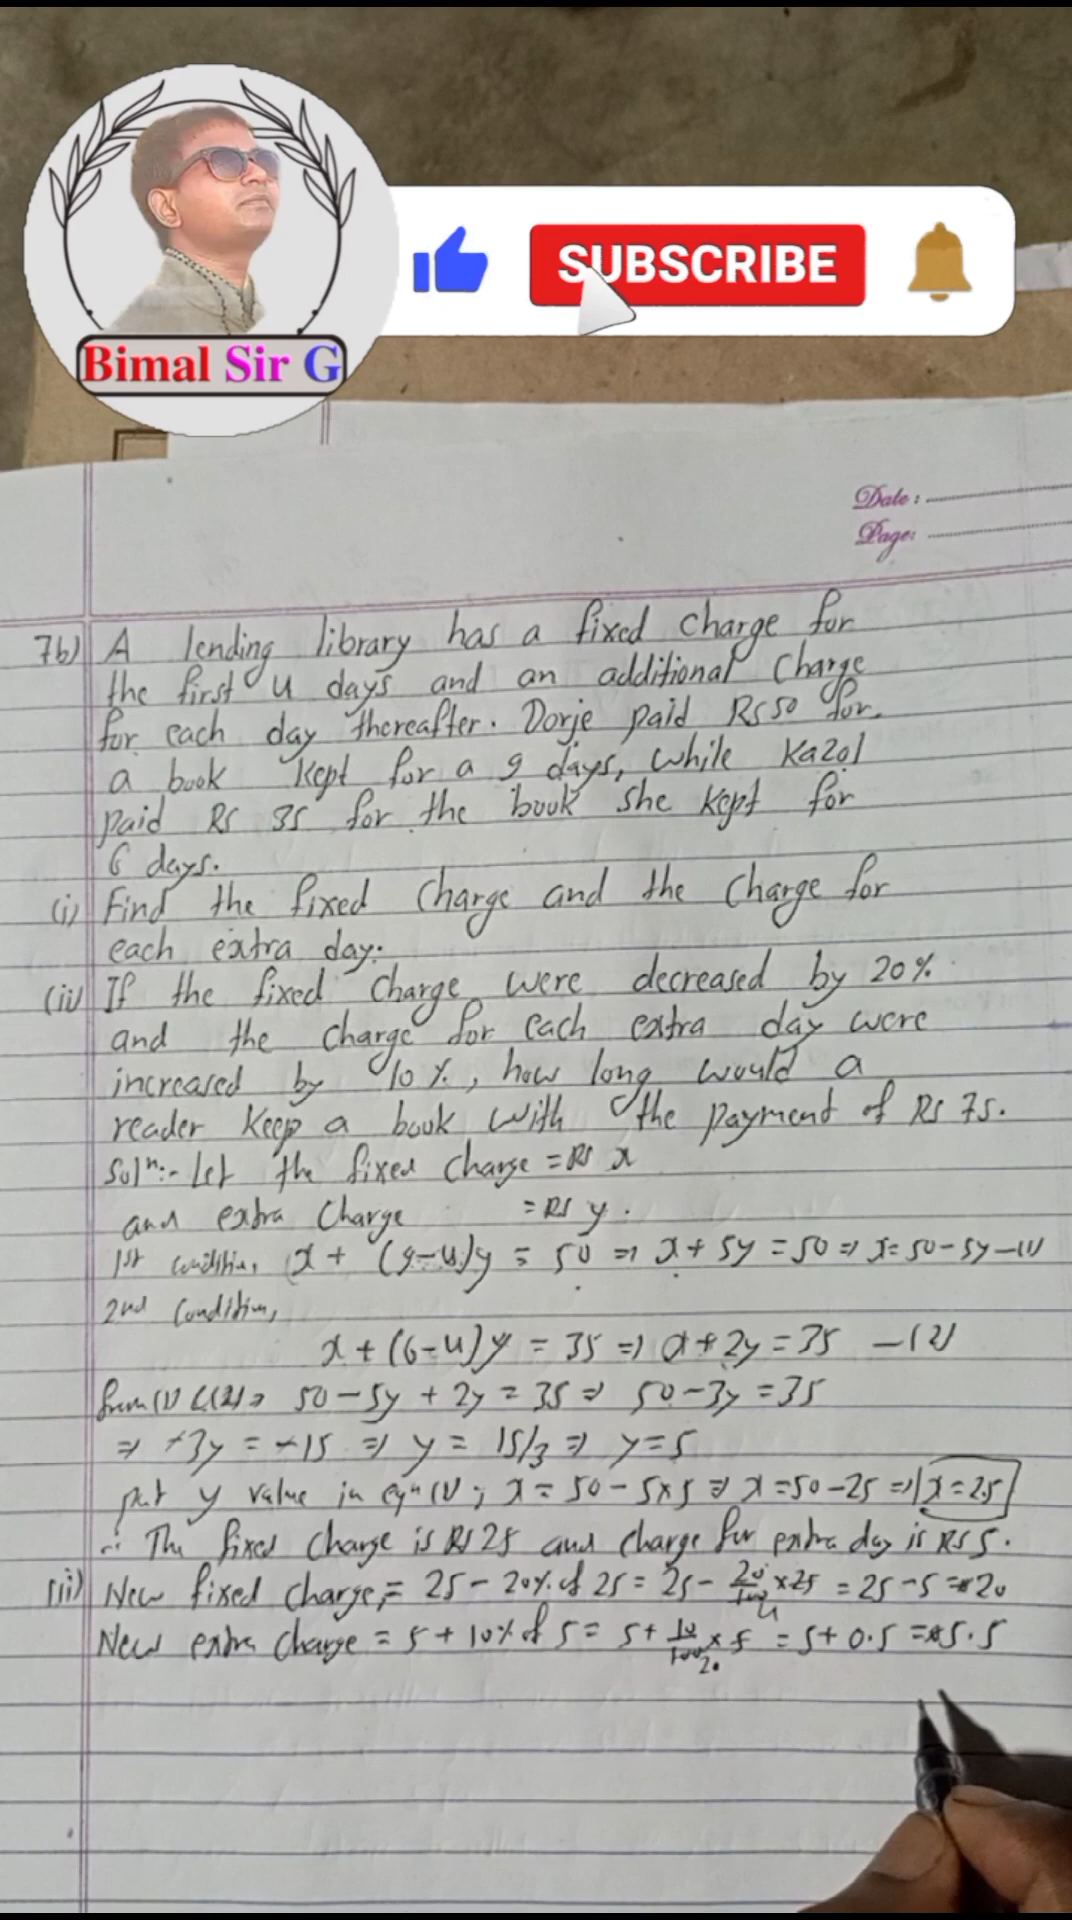 SUBSCRIBE
Bimal Sir G
Date:
Page:
7b) A lending library has a fixed charge for
the first 4 days and an additional charge
for each day thereafter. Dorje paid Rs 50 for
a book kept for a 9 days, while Kazol
paid Rs 35 for the book she kept for
6 days.
(i) Find the fixed charge and the charge for
each extra day.
(ii) If the fixed charge were decreased by 20%
and the charge for each extra day were
increased by 10%, how long would a
reader keep a book with the payment of Rs 75.
Solⁿ:- Let the fixed charge = Rs x
and extra charge = Rs y.
1st condition, x + (9-4)y = 50 ⇒ x + 5y = 50 ⇒ x = 50 - 5y —(1)
2nd condition,
x + (6-4)y = 35 ⇒ x + 2y = 35 —(2)
from (1) & (2) ⇒ 50 - 5y + 2y = 35 ⇒ 50 - 3y = 35
⇒ -3y = -15 ⇒ y = 15/3 ⇒ y = 5
put y value in eqⁿ (1), x = 50 - 5×5 ⇒ x = 50 - 25 ⇒ x = 25
∴ The fixed charge is Rs 25 and charge for extra day is Rs 5.
(ii) New fixed charge, = 25 - 20% of 25 = 25 - 20/100 × 25 = 25 - 5 = 20
New extra charge = 5 + 10% of 5 = 5 + 10/100 × 5 = 5 + 0.5 = 5.5